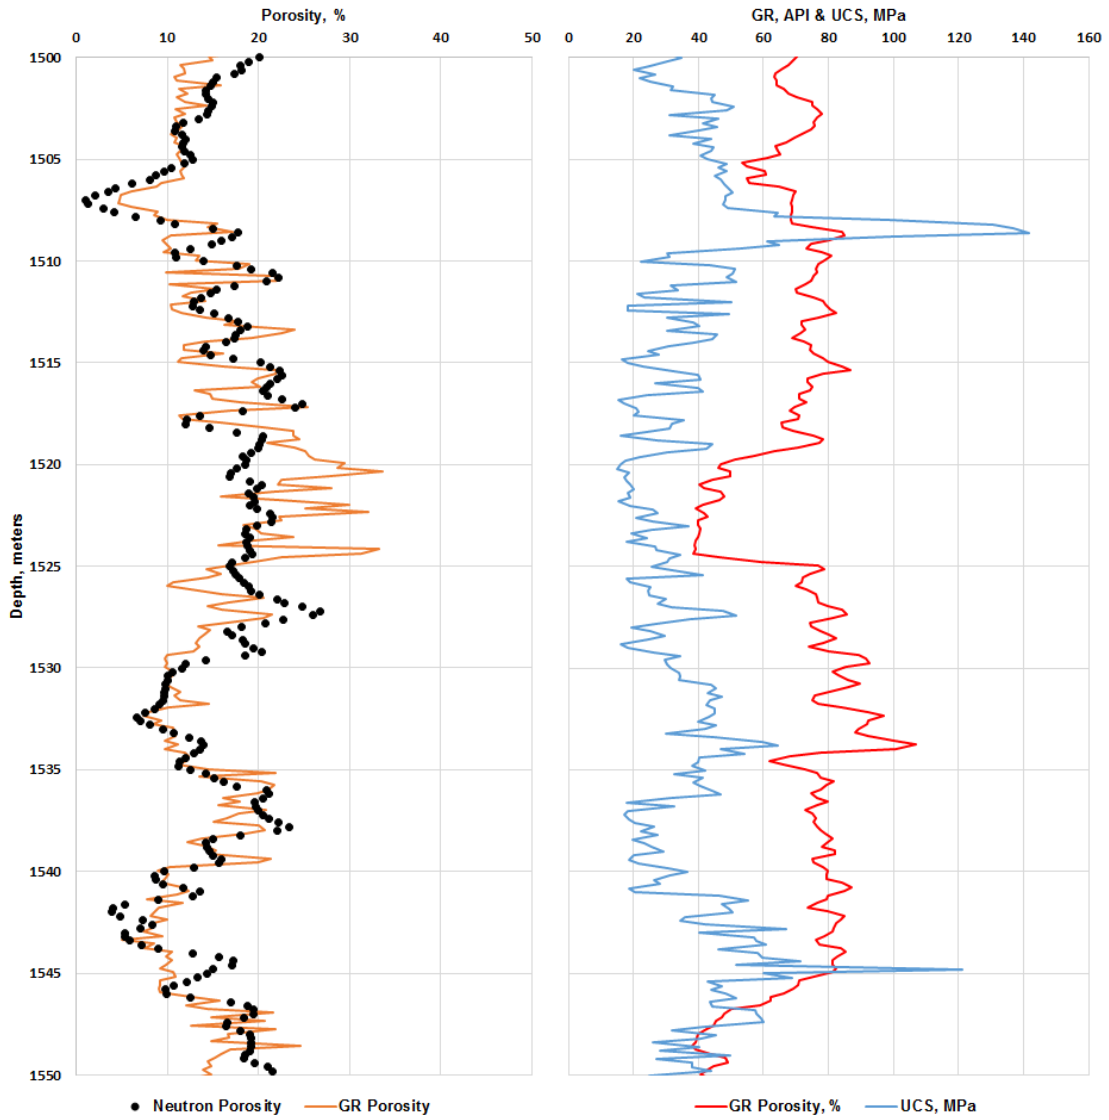 Porosity, %
GR, API & UCS, MPa
0 10 20 30 40 50
0 20 40 60 80 100 120 140 160
Depth, meters
1500
1505
1510
1515
1520
1525
1530
1535
1540
1545
1550
Neutron Porosity GR Porosity
GR Porosity, % UCS, MPa